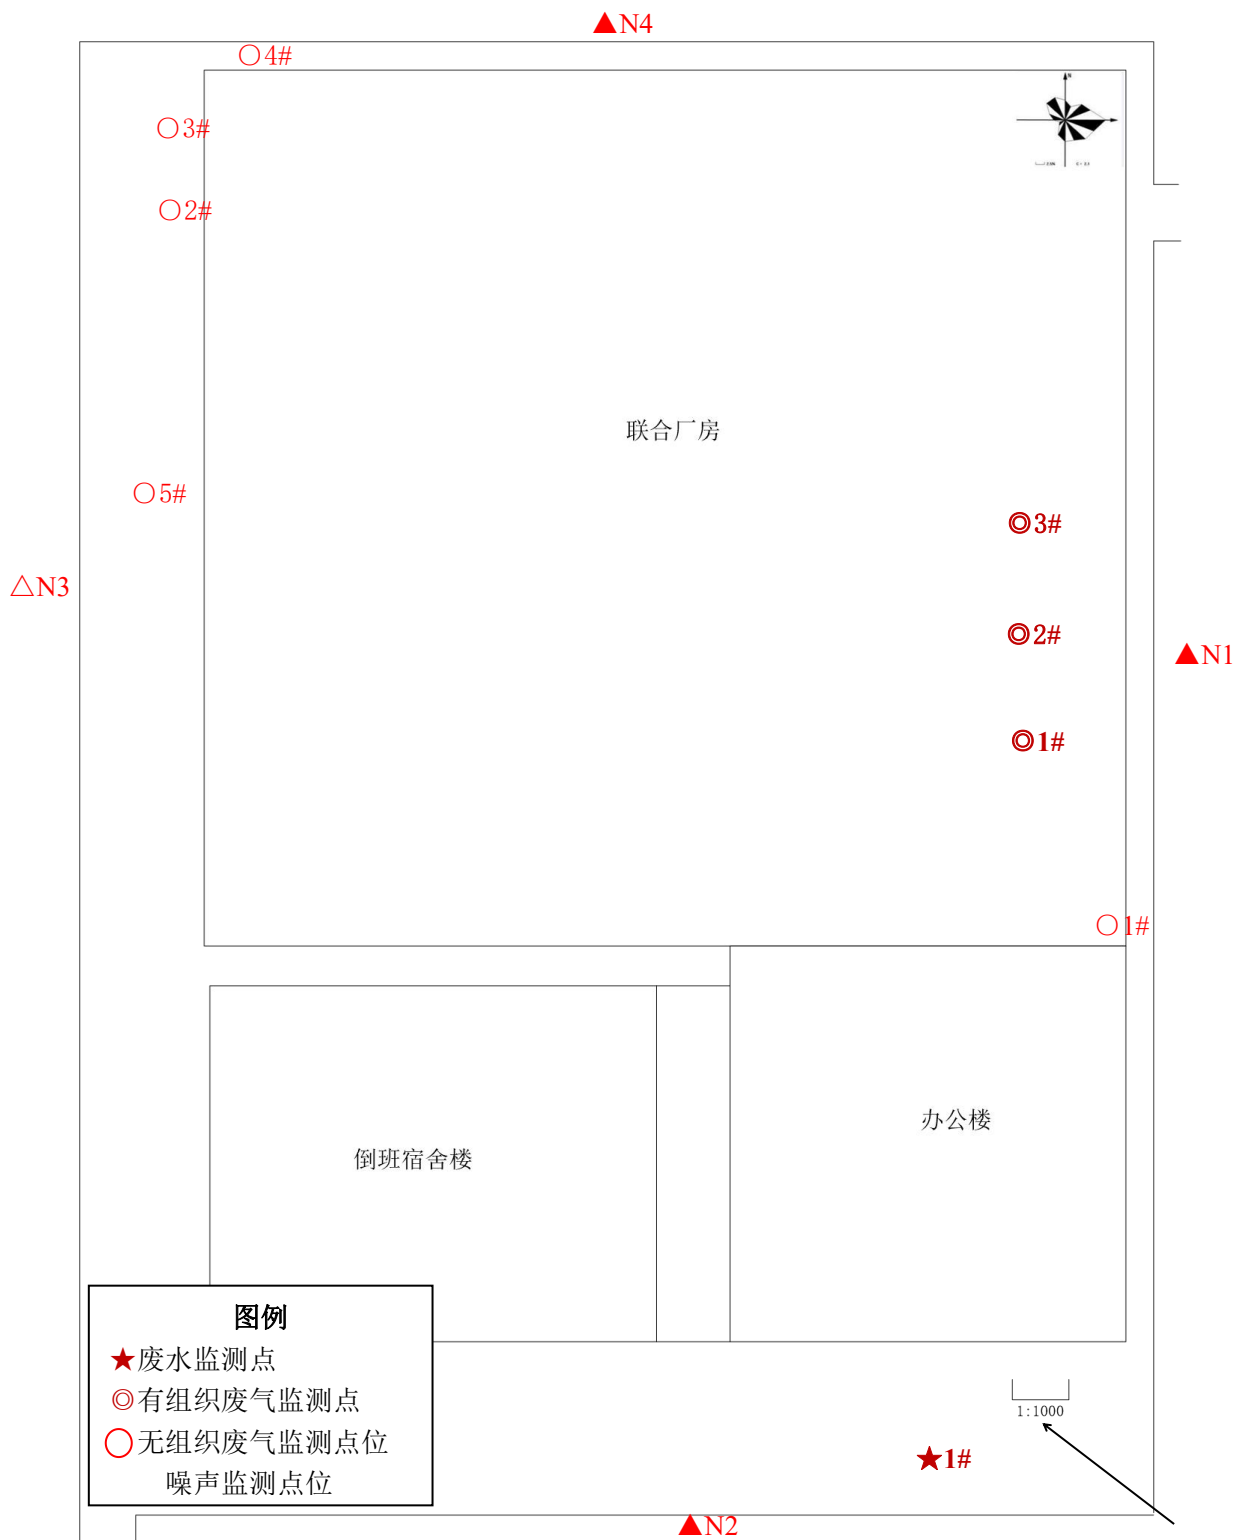 ▲N4
○4#
N
○3#
○2#
联合厂房
○5#
◎3#
△N3
◎2#
▲N1
◎1#
○1#
办公楼
倒班宿舍楼
图例
★废水监测点
◎有组织废气监测点
○无组织废气监测点位
噪声监测点位
1:1000
★1#
▲N2